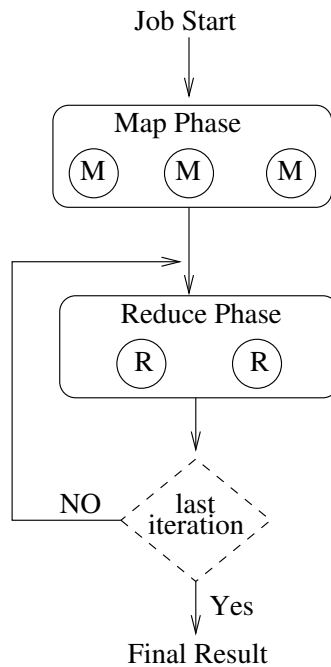 Job Start
Map Phase
M M M
Reduce Phase
R R
last
iteration
NO
Yes
Final Result